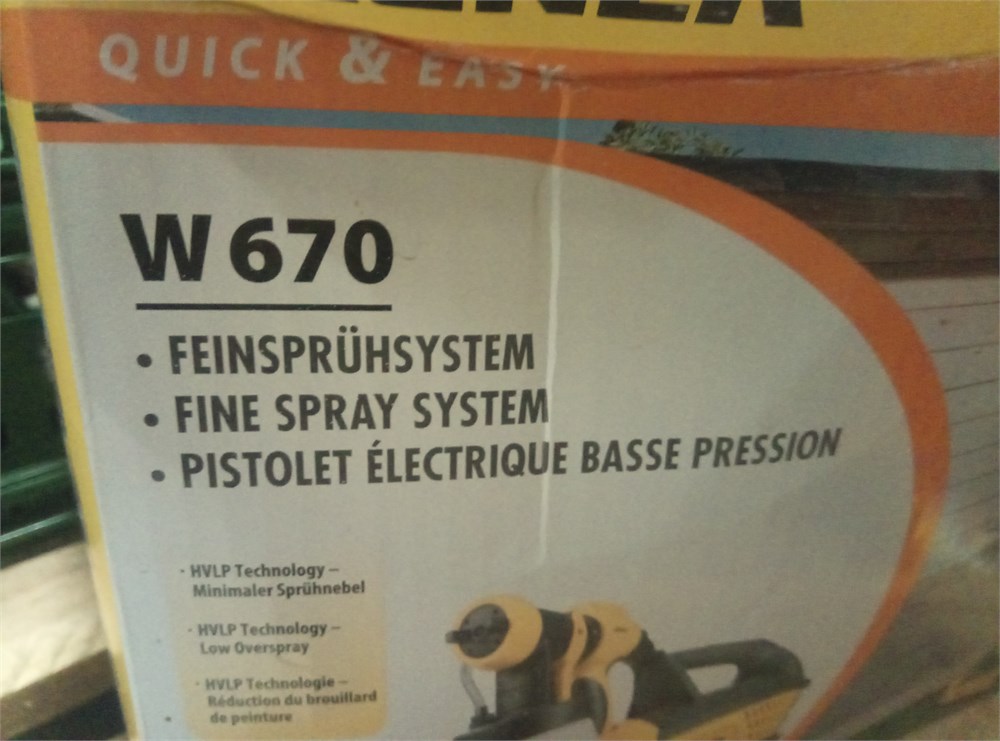 QUICK & EASY
W 670
• FEINSPRÜHSYSTEM
• FINE SPRAY SYSTEM
• PISTOLET ÉLECTRIQUE BASSE PRESSION
· HVLP Technology –
Minimaler Sprühnebel
· HVLP Technology –
Low Overspray
· HVLP Technologie –
Réduction du brouillard
de peinture